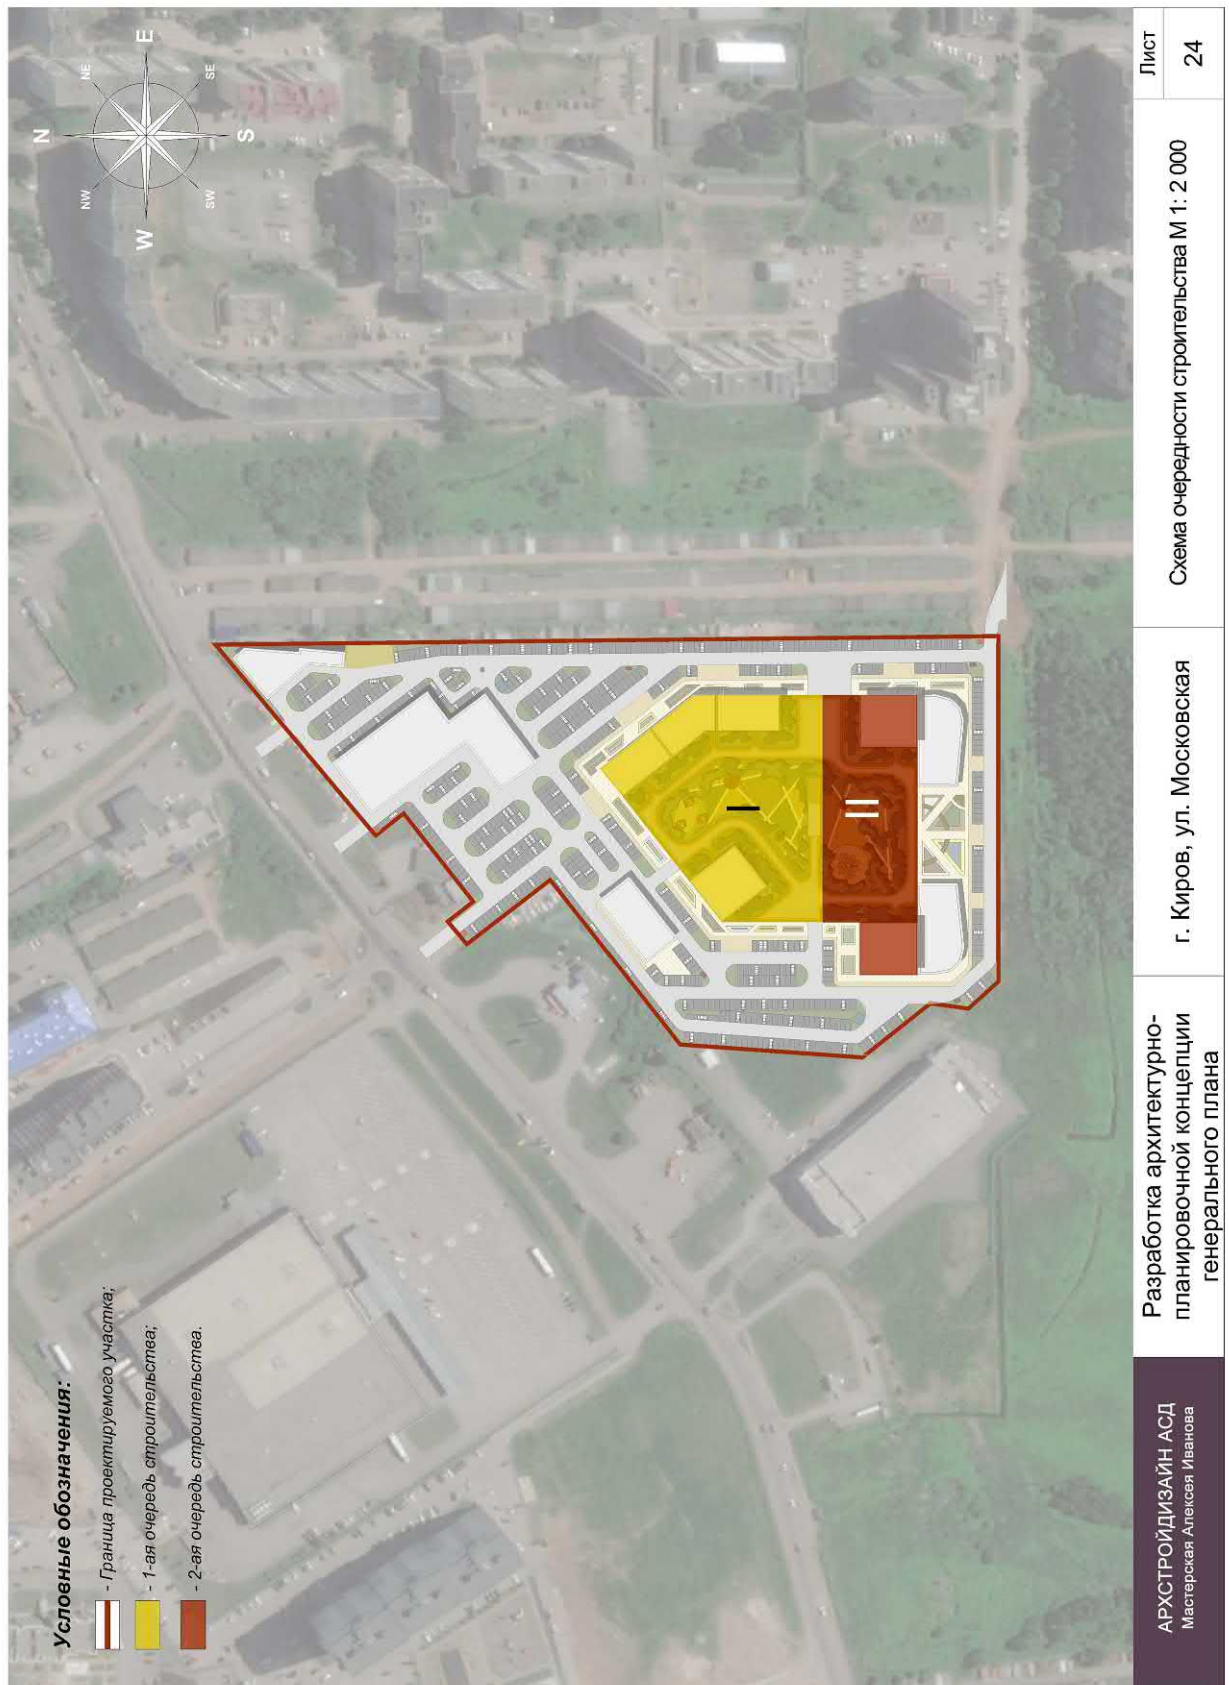 Условные обозначения:
- Граница проектируемого участка;
- 1-ая очередь строительства;
- 2-ая очередь строительства.
N
NE
E
SE
S
SW
W
NW
I
II
АРХСТРОЙДИЗАЙН АСД
Мастерская Алексея Иванова
Разработка архитектурно-
планировочной концепции
генерального плана
г. Киров, ул. Московская
Схема очередности строительства М 1: 2 000
Лист
24